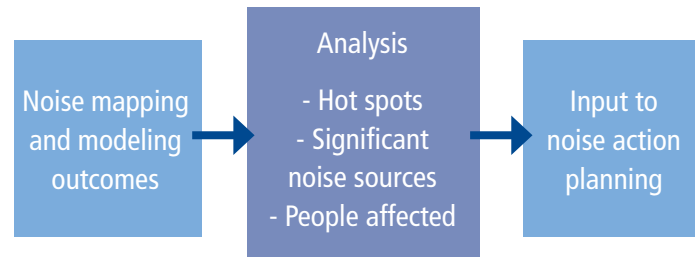 Noise mapping
and modeling
outcomes
Analysis
- Hot spots
- Significant
noise sources
- People affected
Input to
noise action
planning